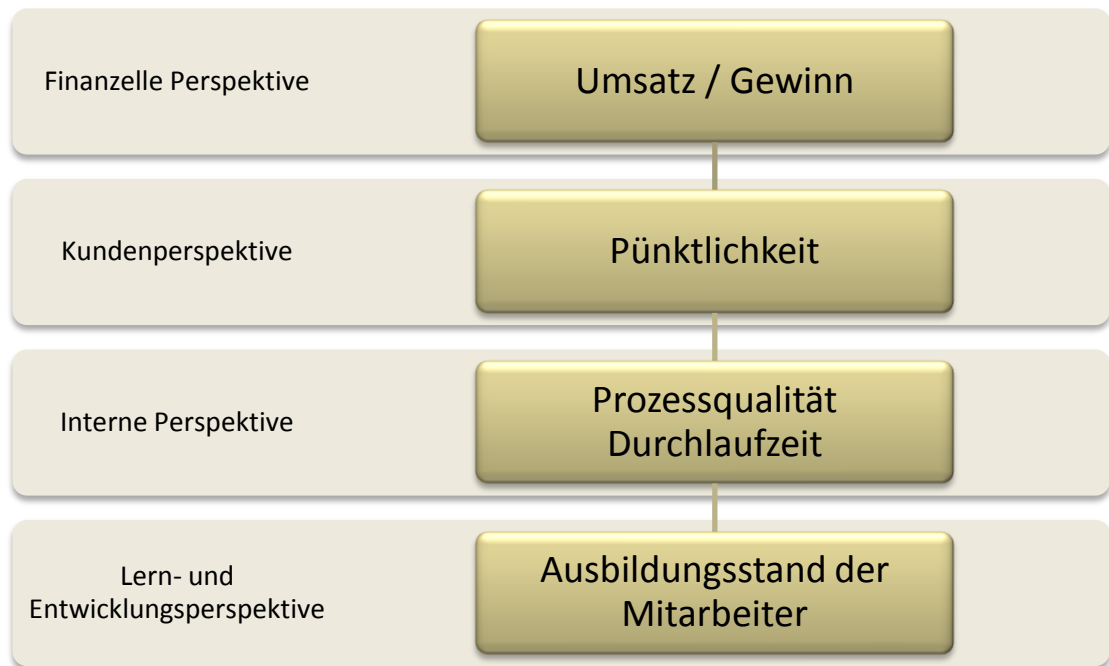 Finanzelle Perspektive
Umsatz / Gewinn
Kundenperspektive
Pünktlichkeit
Interne Perspektive
Prozessqualität
Durchlaufzeit
Lern- und
Entwicklungsperspektive
Ausbildungsstand der
Mitarbeiter